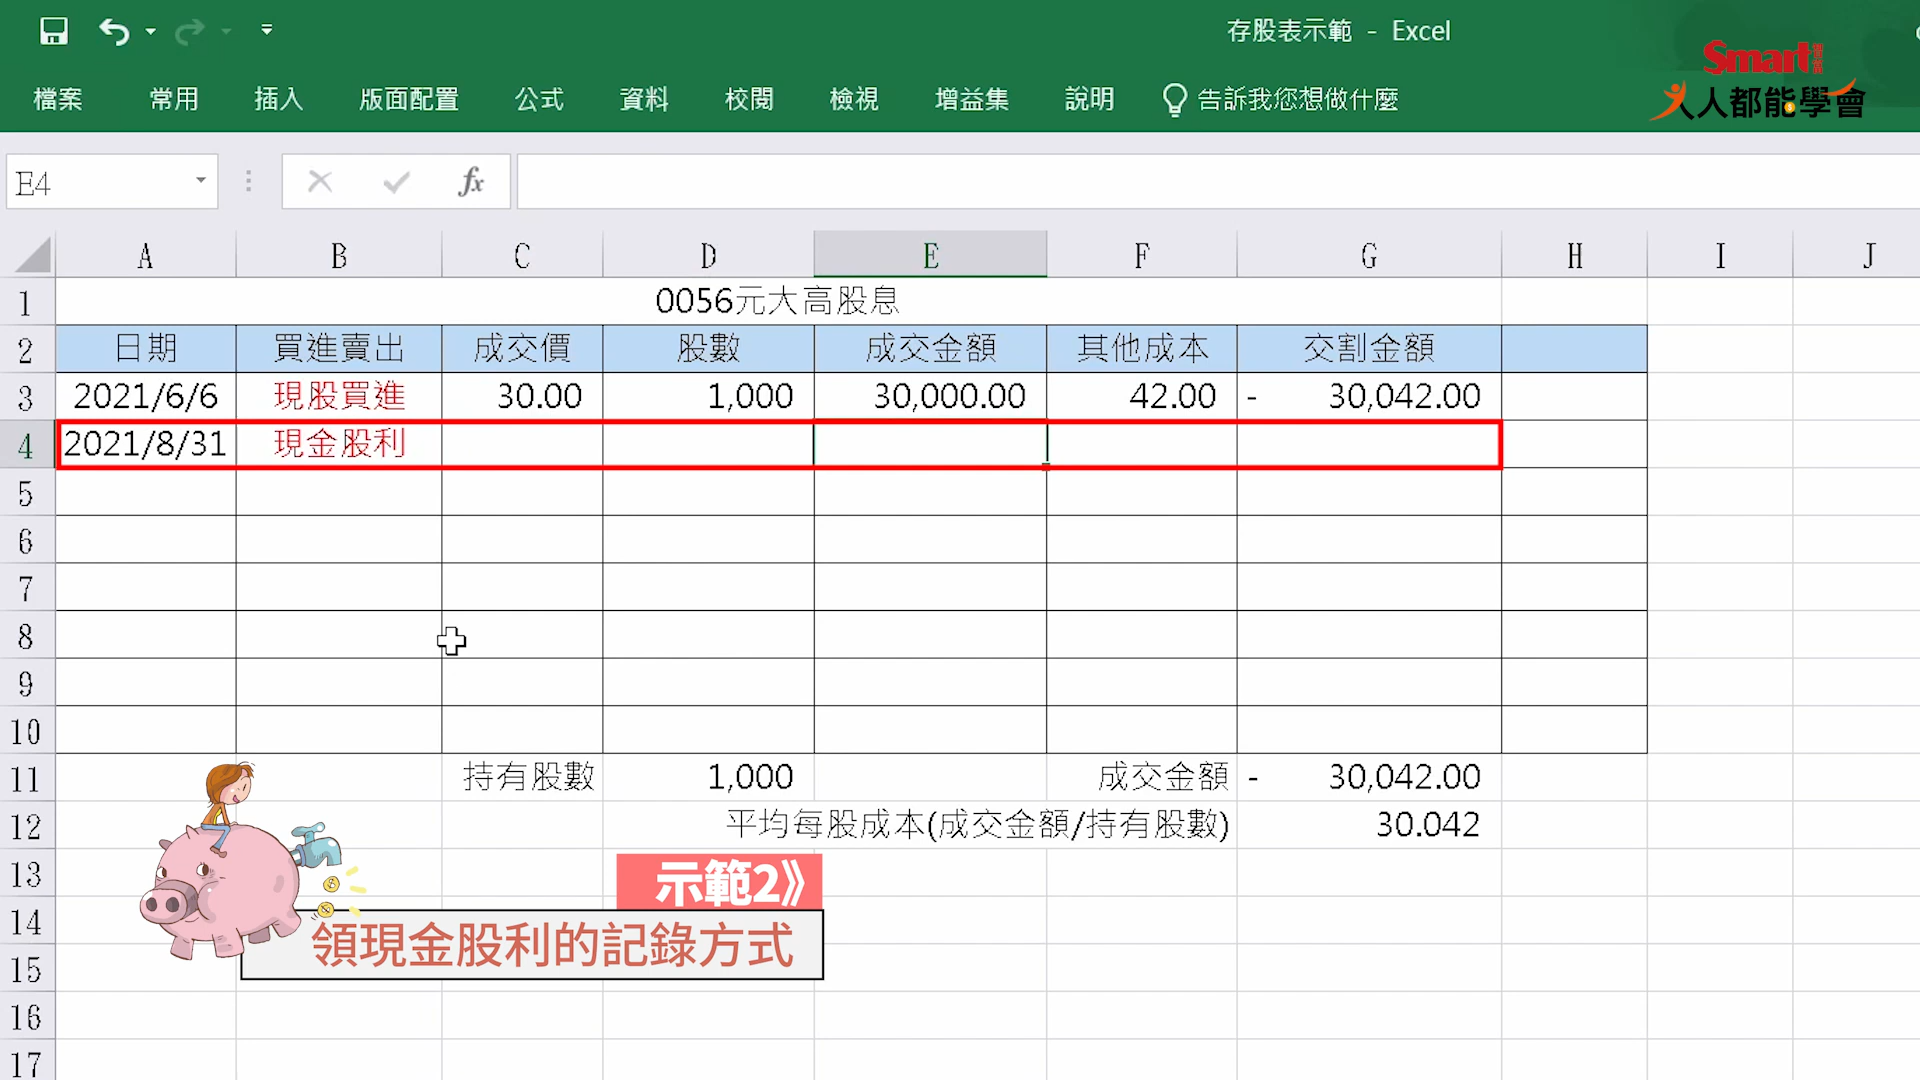 存股表示範 - Excel
Smart智富
人人都能學會
檔案 常用 插入 版面配置 公式 資料 校閱 檢視 增益集 說明 告訴我您想做什麼
E4 fx
A B C D E F G H I J
1 0056元大高股息
2 日期 買進賣出 成交價 股數 成交金額 其他成本 交割金額
3 2021/6/6 現股買進 30.00 1,000 30,000.00 42.00 - 30,042.00
4 2021/8/31 現金股利
5
6
7
8
9
10
11 持有股數 1,000 成交金額 - 30,042.00
12 平均每股成本(成交金額/持有股數) 30.042
13
示範2》
14
領現金股利的記錄方式
15
16
17